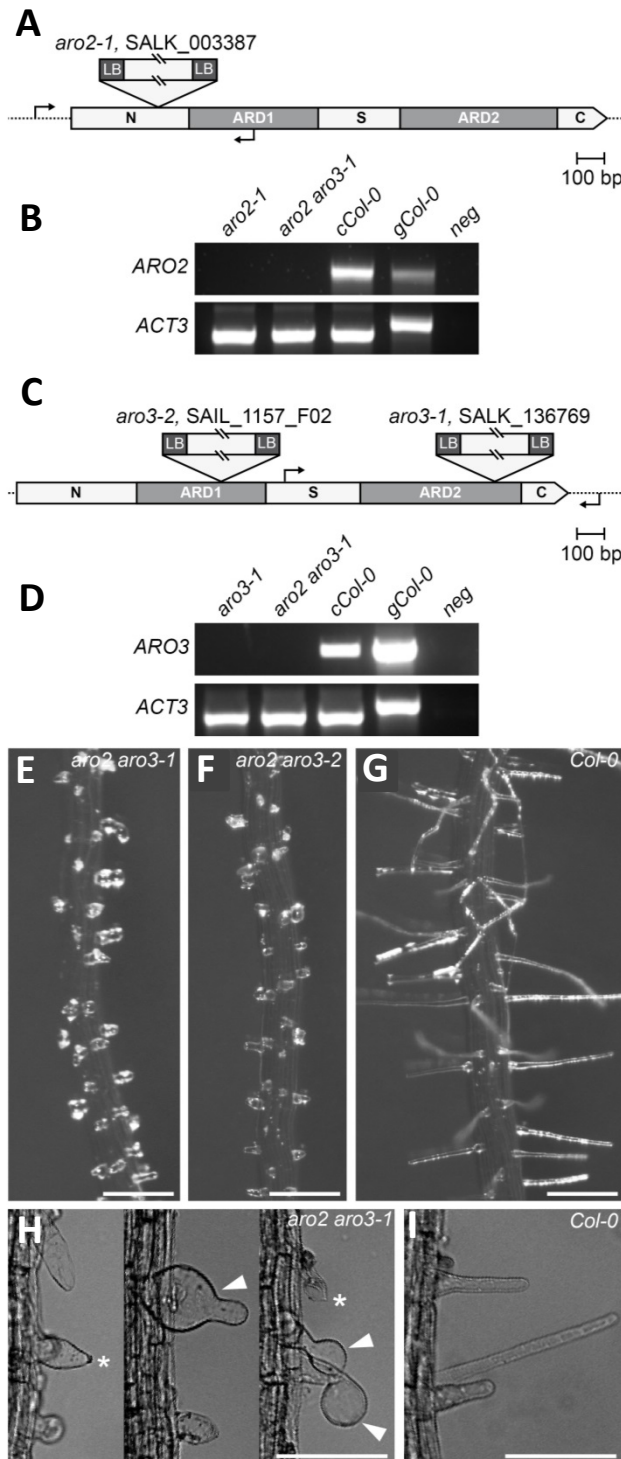 A
aro2-1, SALK_003387
LB LB
N ARD1 S ARD2 C
100 bp
B
aro2-1 aro2 aro3-1 cCol-0 gCol-0 neg
ARO2
ACT3
C
aro3-2, SAIL_1157_F02 aro3-1, SALK_136769
LB LB LB LB
N ARD1 S ARD2 C
100 bp
D
aro3-1 aro2 aro3-1 cCol-0 gCol-0 neg
ARO3
ACT3
E aro2 aro3-1 F aro2 aro3-2 G Col-0
H aro2 aro3-1 I Col-0
*
*